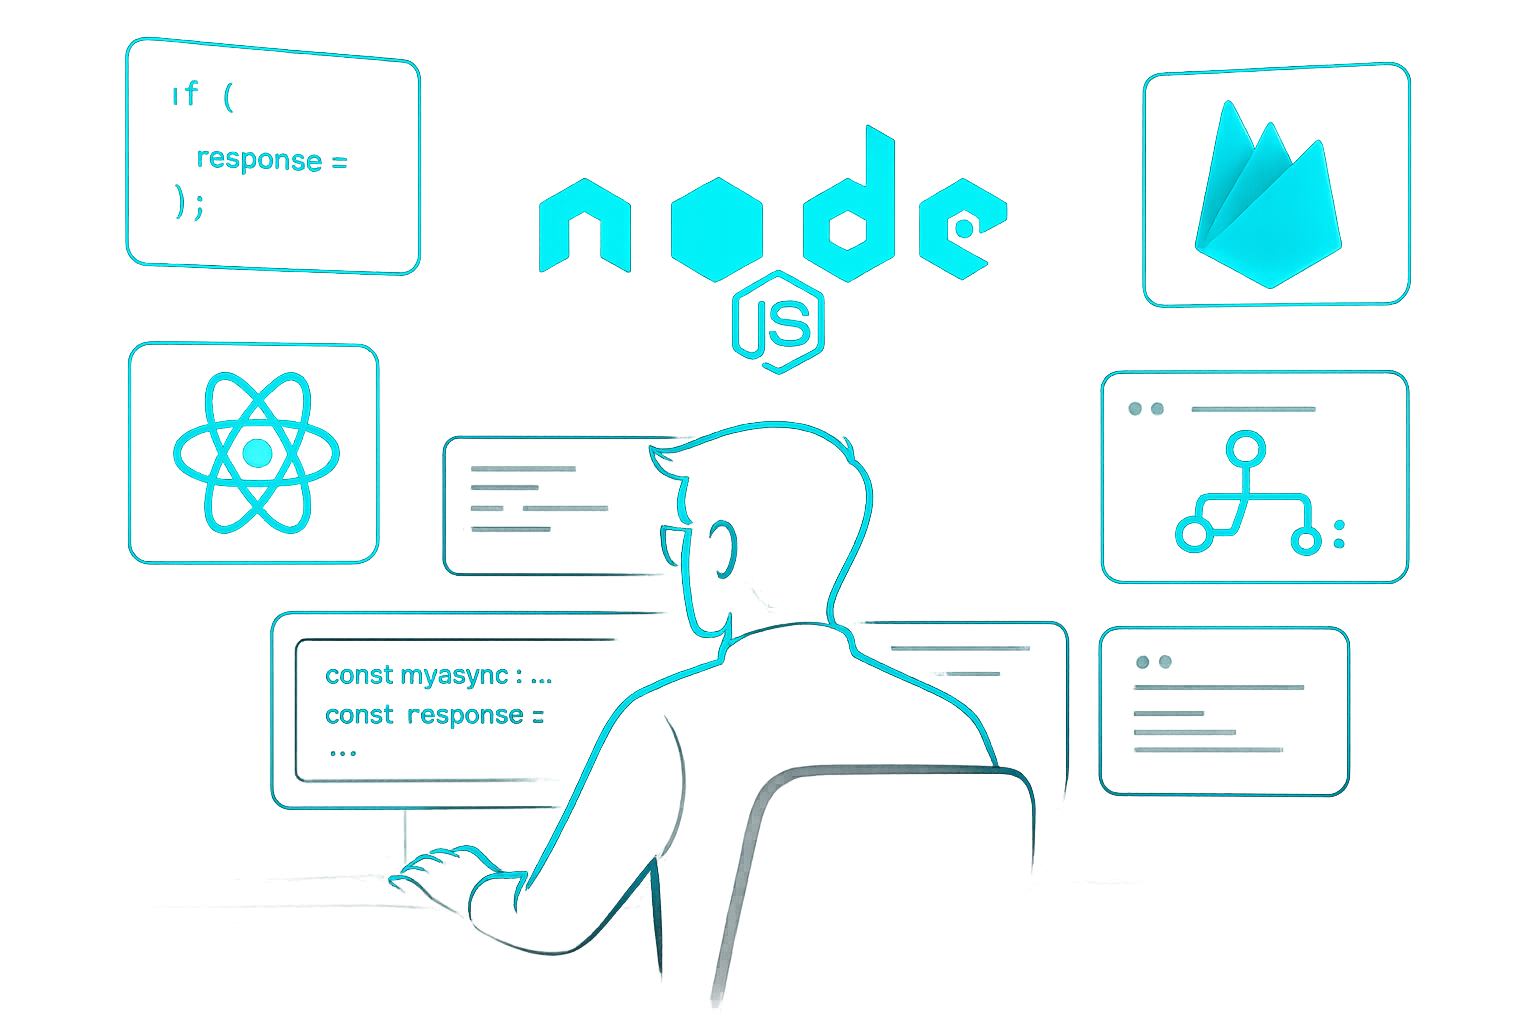 if (
response =
);
node
JS
const myasync : ...
const response =
...